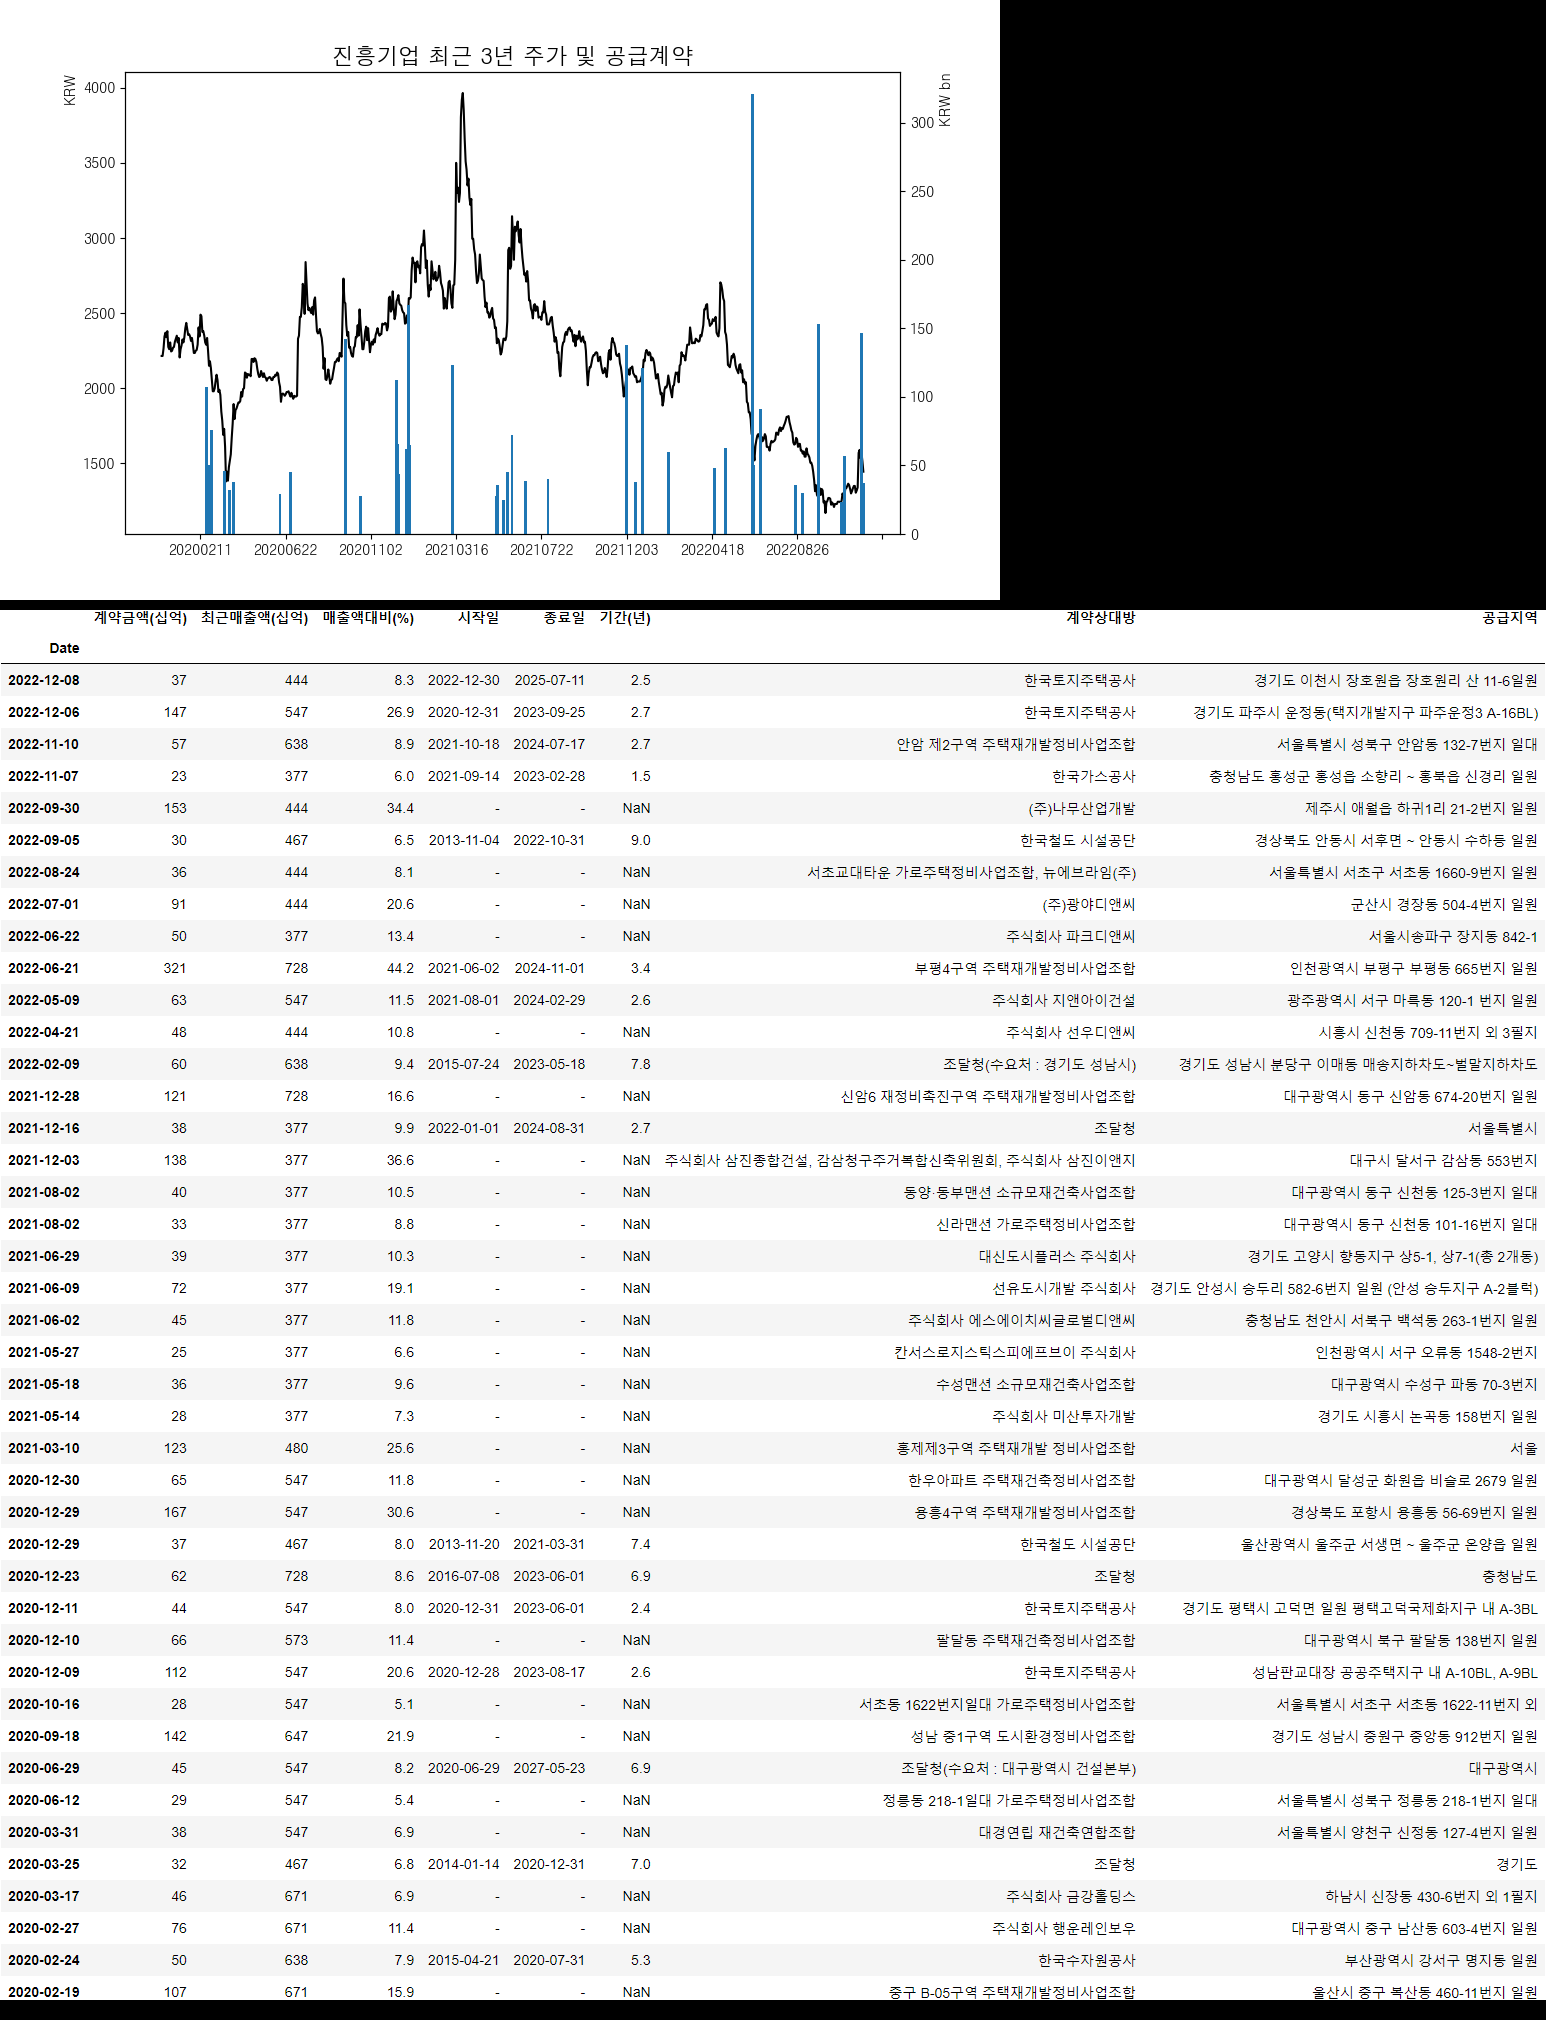 진흥기업 최근 3년 주가 및 공급계약
KRW
KRW bn
4000
3500
3000
2500
2000
1500
300
250
200
150
100
50
0
20200211 20200622 20201102 20210316 20210722 20211203 20220418 20220826
계약금액(십억) 최근매출액(십억) 매출액대비(%) 시작일 종료일 기간(년) 계약상대방 공급지역
Date
2022-12-08 37 444 8.3 2022-12-30 2025-07-11 2.5 한국토지주택공사 경기도 이천시 장호원읍 장호원리 산 11-6일원
2022-12-06 147 547 26.9 2020-12-31 2023-09-25 2.7 한국토지주택공사 경기도 파주시 운정동(택지개발지구 파주운정3 A-16BL)
2022-11-10 57 638 8.9 2021-10-18 2024-07-17 2.7 안암 제2구역 주택재개발정비사업조합 서울특별시 성북구 안암동 132-7번지 일대
2022-11-07 23 377 6.0 2021-09-14 2023-02-28 1.5 한국가스공사 충청남도 홍성군 홍성읍 소향리 ~ 홍북읍 신경리 일원
2022-09-30 153 444 34.4 - - NaN (주)나무산업개발 제주시 애월읍 하귀1리 21-2번지 일원
2022-09-05 30 467 6.5 2013-11-04 2022-10-31 9.0 한국철도 시설공단 경상북도 안동시 서후면 ~ 안동시 수하동 일원
2022-08-24 36 444 8.1 - - NaN 서초교대타운 가로주택정비사업조합, 뉴에브라임(주) 서울특별시 서초구 서초동 1660-9번지 일원
2022-07-01 91 444 20.6 - - NaN (주)광야디앤씨 군산시 경장동 504-4번지 일원
2022-06-22 50 377 13.4 - - NaN 주식회사 파크디앤씨 서울시송파구 장지동 842-1
2022-06-21 321 728 44.2 2021-06-02 2024-11-01 3.4 부평4구역 주택재개발정비사업조합 인천광역시 부평구 부평동 665번지 일원
2022-05-09 63 547 11.5 2021-08-01 2024-02-29 2.6 주식회사 지앤아이건설 광주광역시 서구 마륵동 120-1 번지 일원
2022-04-21 48 444 10.8 - - NaN 주식회사 선우디앤씨 시흥시 신천동 709-11번지 외 3필지
2022-02-09 60 638 9.4 2015-07-24 2023-05-18 7.8 조달청(수요처 : 경기도 성남시) 경기도 성남시 분당구 이매동 매송지하차도~벌말지하차도
2021-12-28 121 728 16.6 - - NaN 신암6 재정비촉진구역 주택재개발정비사업조합 대구광역시 동구 신암동 674-20번지 일원
2021-12-16 38 377 9.9 2022-01-01 2024-08-31 2.7 조달청 서울특별시
2021-12-03 138 377 36.6 - - NaN 주식회사 삼진종합건설, 감삼청구주거복합신축위원회, 주식회사 삼진이앤지 대구시 달서구 감삼동 553번지
2021-08-02 40 377 10.5 - - NaN 동양·동부맨션 소규모재건축사업조합 대구광역시 동구 신천동 125-3번지 일대
2021-08-02 33 377 8.8 - - NaN 신라맨션 가로주택정비사업조합 대구광역시 동구 신천동 101-16번지 일대
2021-06-29 39 377 10.3 - - NaN 대신도시플러스 주식회사 경기도 고양시 향동지구 상5-1, 상7-1(총 2개동)
2021-06-09 72 377 19.1 - - NaN 선유도시개발 주식회사 경기도 안성시 승두리 582-6번지 일원 (안성 승두지구 A-2블럭)
2021-06-02 45 377 11.8 - - NaN 주식회사 에스에이치씨글로벌디앤씨 충청남도 천안시 서북구 백석동 263-1번지 일원
2021-05-27 25 377 6.6 - - NaN 칸서스로지스틱스피에프브이 주식회사 인천광역시 서구 오류동 1548-2번지
2021-05-18 36 377 9.6 - - NaN 수성맨션 소규모재건축사업조합 대구광역시 수성구 파동 70-3번지
2021-05-14 28 377 7.3 - - NaN 주식회사 미산투자개발 경기도 시흥시 논곡동 158번지 일원
2021-03-10 123 480 25.6 - - NaN 홍제제3구역 주택재개발 정비사업조합 서울
2020-12-30 65 547 11.8 - - NaN 한우아파트 주택재건축정비사업조합 대구광역시 달성군 화원읍 비슬로 2679 일원
2020-12-29 167 547 30.6 - - NaN 용흥4구역 주택재개발정비사업조합 경상북도 포항시 용흥동 56-69번지 일원
2020-12-29 37 467 8.0 2013-11-20 2021-03-31 7.4 한국철도 시설공단 울산광역시 울주군 서생면 ~ 울주군 온양읍 일원
2020-12-23 62 728 8.6 2016-07-08 2023-06-01 6.9 조달청 충청남도
2020-12-11 44 547 8.0 2020-12-31 2023-06-01 2.4 한국토지주택공사 경기도 평택시 고덕면 일원 평택고덕국제화지구 내 A-3BL
2020-12-10 66 573 11.4 - - NaN 팔달동 주택재건축정비사업조합 대구광역시 북구 팔달동 138번지 일원
2020-12-09 112 547 20.6 2020-12-28 2023-08-17 2.6 한국토지주택공사 성남판교대장 공공주택지구 내 A-10BL, A-9BL
2020-10-16 28 547 5.1 - - NaN 서초동 1622번지일대 가로주택정비사업조합 서울특별시 서초구 서초동 1622-11번지 외
2020-09-18 142 647 21.9 - - NaN 성남 중1구역 도시환경정비사업조합 경기도 성남시 중원구 중앙동 912번지 일원
2020-06-29 45 547 8.2 2020-06-29 2027-05-23 6.9 조달청(수요처 : 대구광역시 건설본부) 대구광역시
2020-06-12 29 547 5.4 - - NaN 정릉동 218-1일대 가로주택정비사업조합 서울특별시 성북구 정릉동 218-1번지 일대
2020-03-31 38 547 6.9 - - NaN 대경연립 재건축연합조합 서울특별시 양천구 신정동 127-4번지 일원
2020-03-25 32 467 6.8 2014-01-14 2020-12-31 7.0 조달청 경기도
2020-03-17 46 671 6.9 - - NaN 주식회사 금강홀딩스 하남시 신장동 430-6번지 외 1필지
2020-02-27 76 671 11.4 - - NaN 주식회사 행운레인보우 대구광역시 중구 남산동 603-4번지 일원
2020-02-24 50 638 7.9 2015-04-21 2020-07-31 5.3 한국수자원공사 부산광역시 강서구 명지동 일원
2020-02-19 107 671 15.9 - - NaN 중구 B-05구역 주택재개발정비사업조합 울산시 중구 복산동 460-11번지 일원